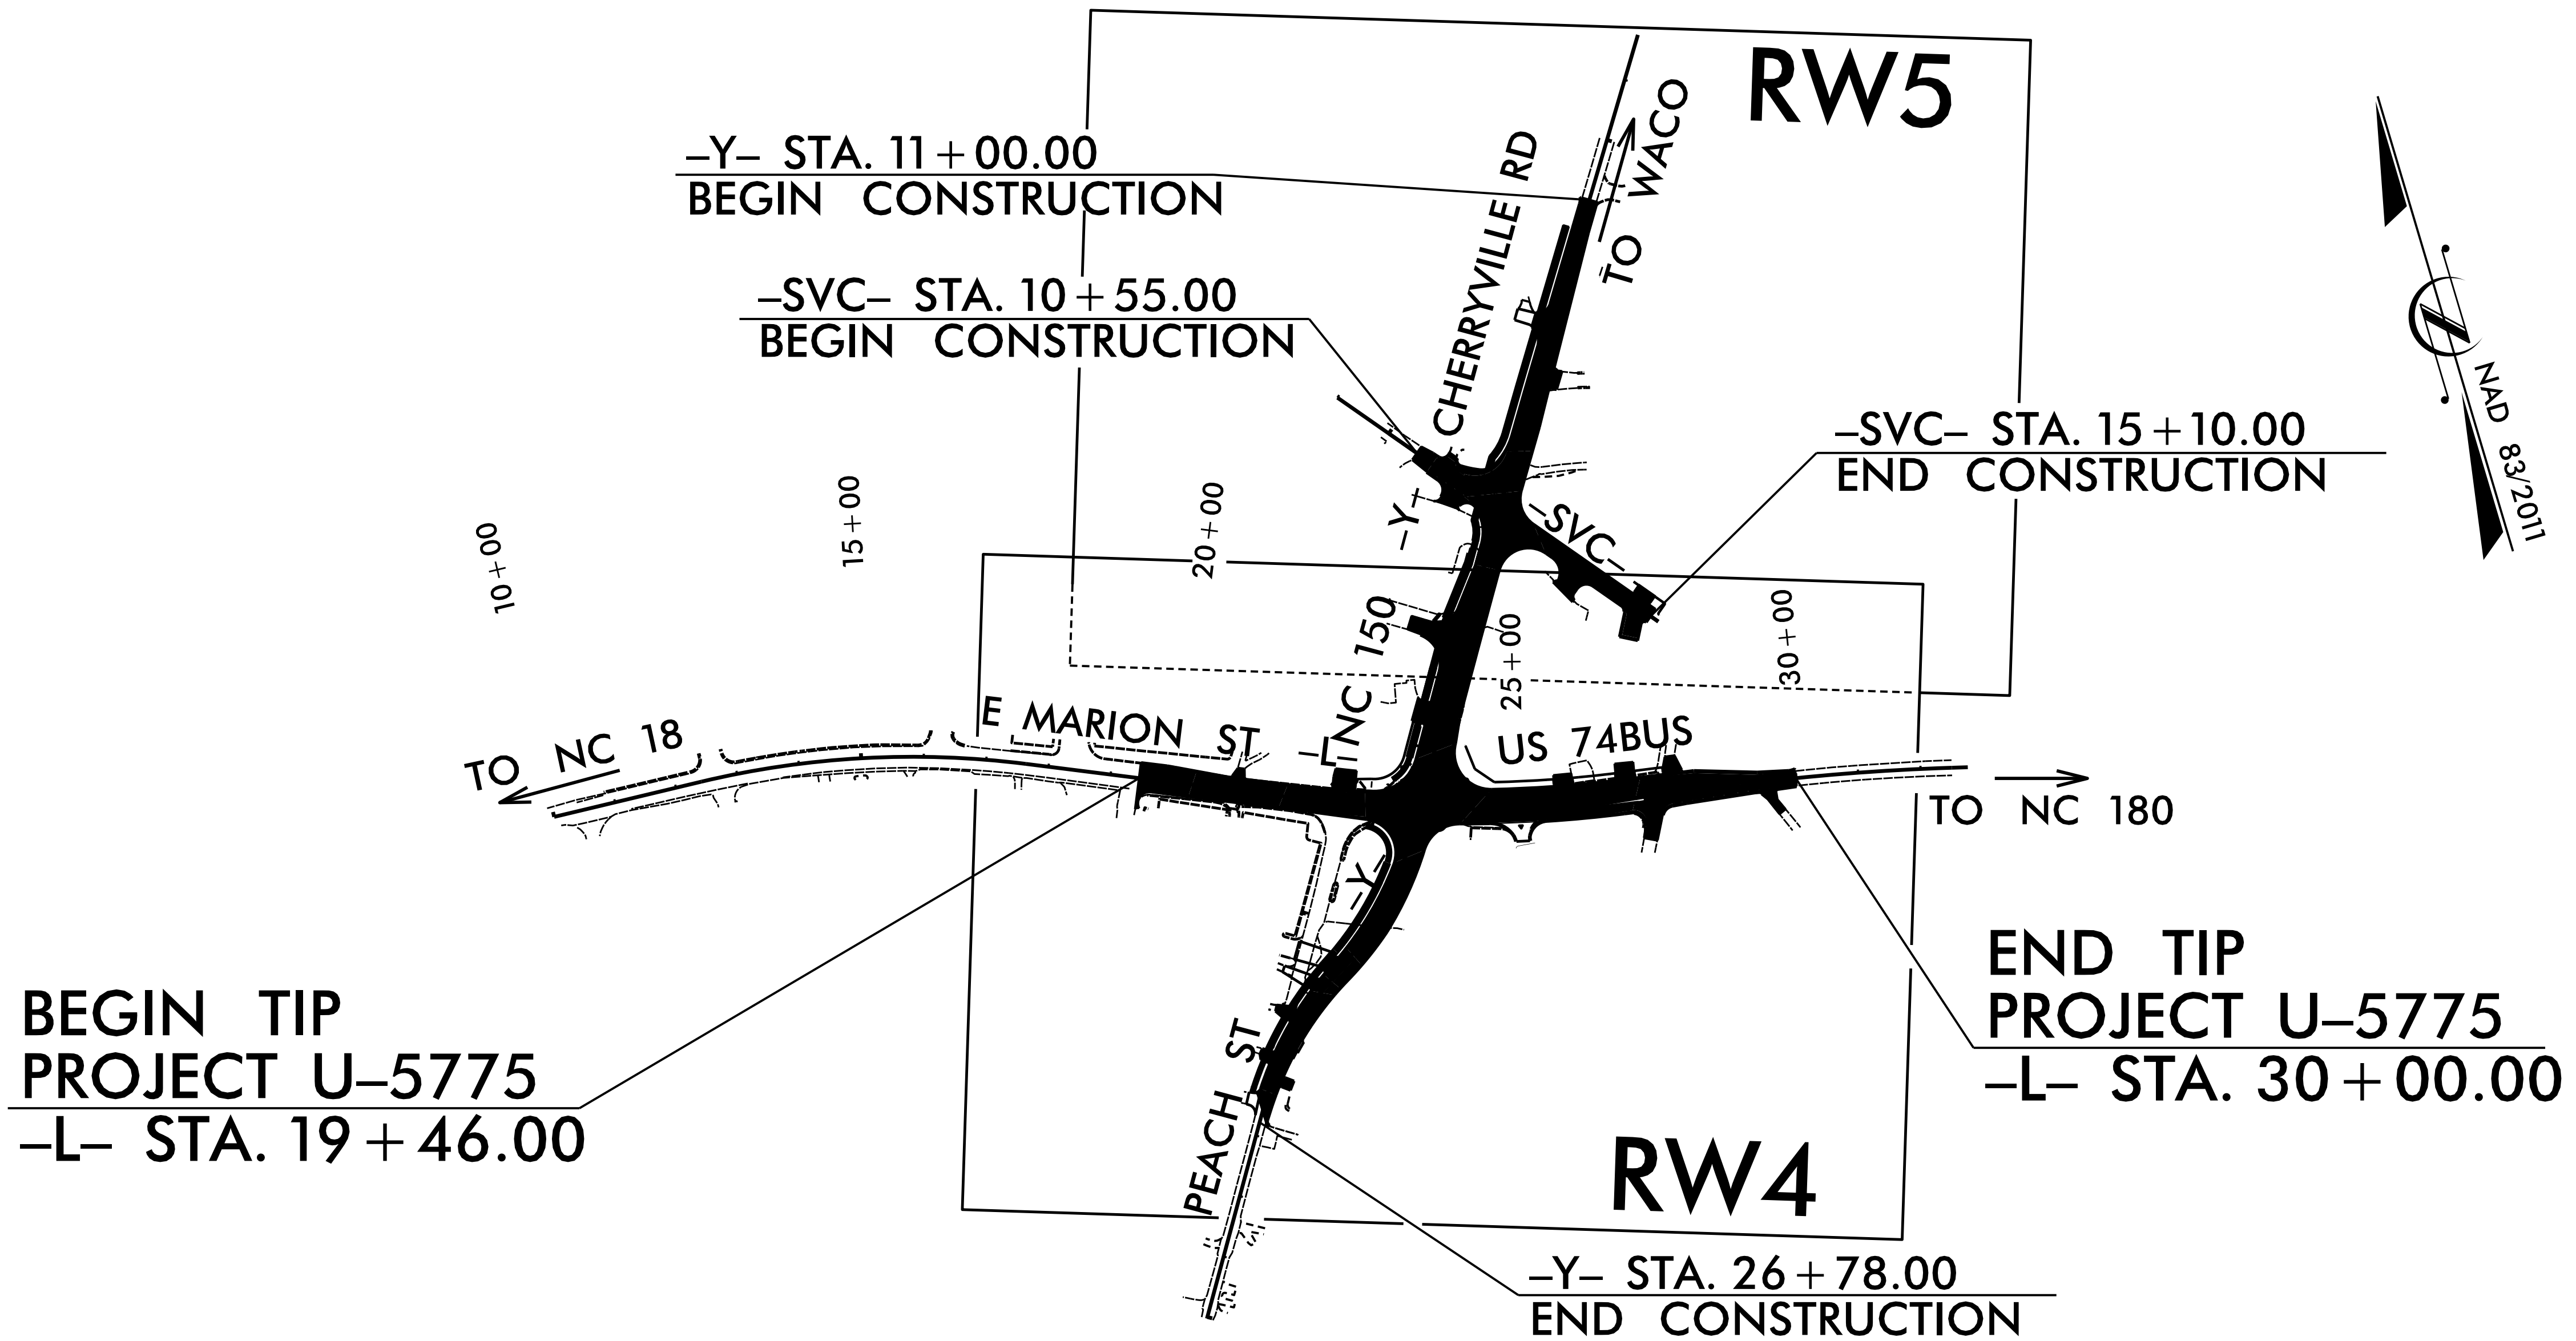 RW5
–Y– STA. 11+00.00
BEGIN CONSTRUCTION
TO WACO
CHERRYVILLE RD
–SVC– STA. 10+55.00
BEGIN CONSTRUCTION
NAD 83/2011
–SVC– STA. 15+10.00
END CONSTRUCTION
10+00
15+00
20+00
–Y–
–SVC–
25+00
30+00
NC 150
TO NC 18
E MARION ST
–L–
US 74BUS
TO NC 180
–Y–
BEGIN TIP
PROJECT U–5775
–L– STA. 19+46.00
END TIP
PROJECT U–5775
–L– STA. 30+00.00
PEACH ST
RW4
–Y– STA. 26+78.00
END CONSTRUCTION